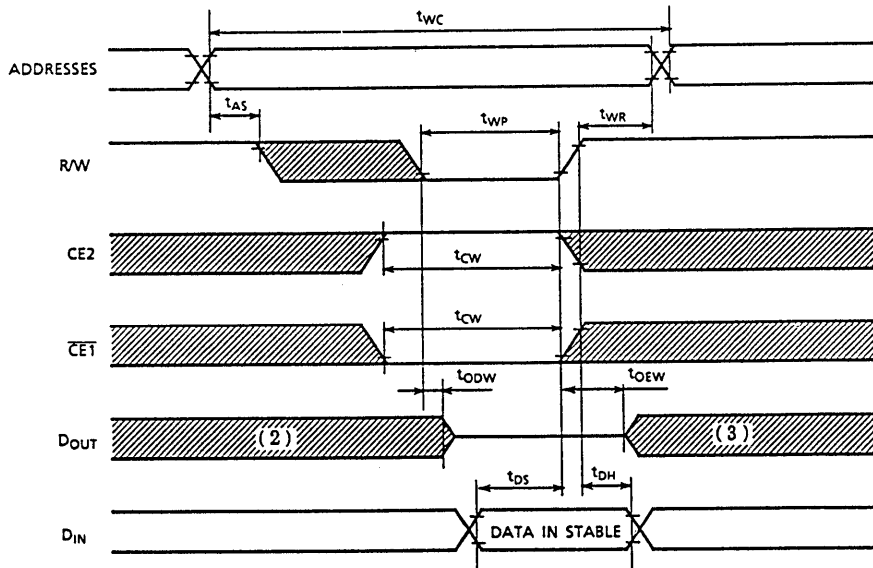 tWC
ADDRESSES
tAS
tWP
tWR
R/W
CE2
tCW
tCW
CE1
tODW
tOEW
DOUT
(2)
(3)
tDS
tDH
DIN
DATA IN STABLE